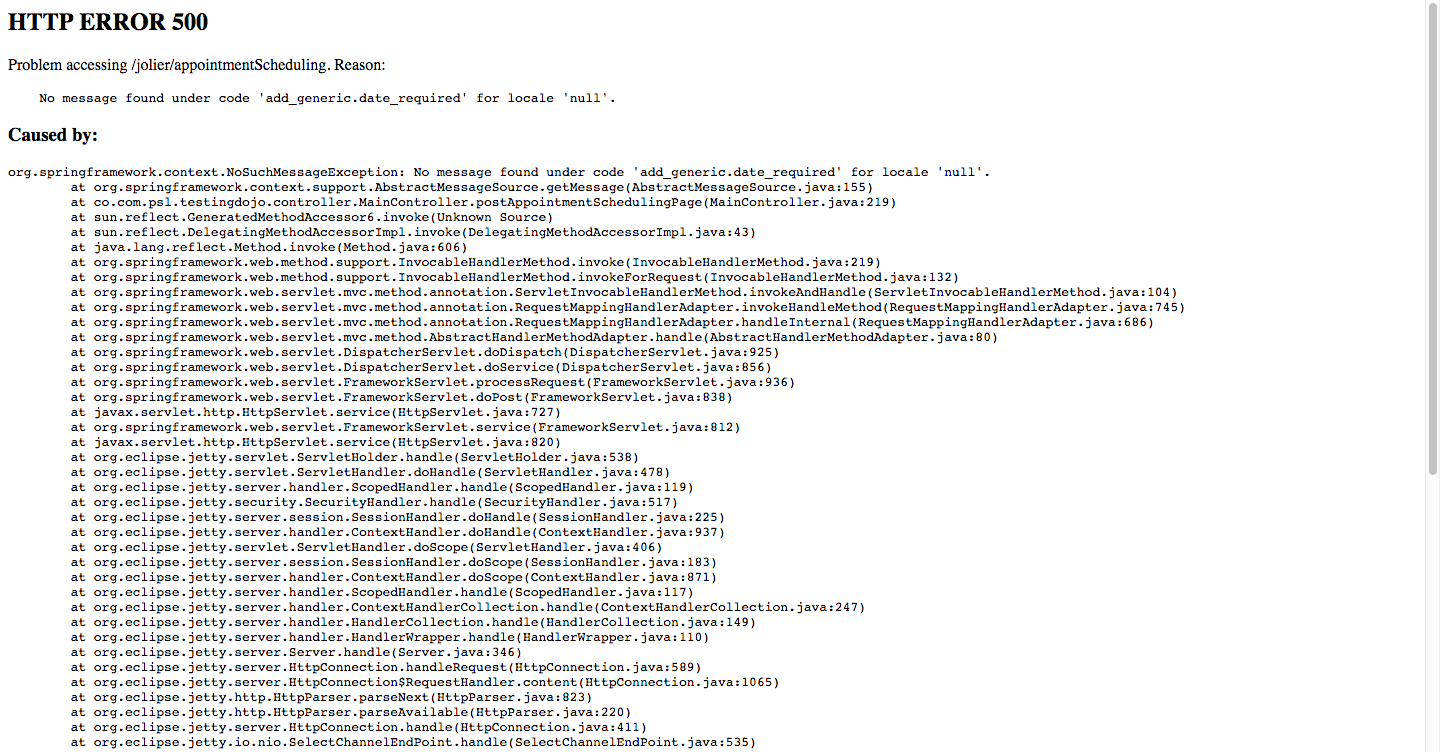 HTTP ERROR 500
Problem accessing /jolier/appointmentScheduling. Reason:
No message found under code 'add_generic.date_required' for locale 'null'.
Caused by:
org.springframework.context.NoSuchMessageException: No message found under code 'add_generic.date_required' for locale 'null'.
at org.springframework.context.support.AbstractMessageSource.getMessage(AbstractMessageSource.java:155)
at co.com.psl.testingdojo.controller.MainController.postAppointmentSchedulingPage(MainController.java:219)
at sun.reflect.GeneratedMethodAccessor6.invoke(Unknown Source)
at sun.reflect.DelegatingMethodAccessorImpl.invoke(DelegatingMethodAccessorImpl.java:43)
at java.lang.reflect.Method.invoke(Method.java:606)
at org.springframework.web.method.support.InvocableHandlerMethod.invoke(InvocableHandlerMethod.java:219)
at org.springframework.web.method.support.InvocableHandlerMethod.invokeForRequest(InvocableHandlerMethod.java:132)
at org.springframework.web.servlet.mvc.method.annotation.ServletInvocableHandlerMethod.invokeAndHandle(ServletInvocableHandlerMethod.java:104)
at org.springframework.web.servlet.mvc.method.annotation.RequestMappingHandlerAdapter.invokeHandleMethod(RequestMappingHandlerAdapter.java:745)
at org.springframework.web.servlet.mvc.method.annotation.RequestMappingHandlerAdapter.handleInternal(RequestMappingHandlerAdapter.java:686)
at org.springframework.web.servlet.mvc.method.AbstractHandlerMethodAdapter.handle(AbstractHandlerMethodAdapter.java:80)
at org.springframework.web.servlet.DispatcherServlet.doDispatch(DispatcherServlet.java:925)
at org.springframework.web.servlet.DispatcherServlet.doService(DispatcherServlet.java:856)
at org.springframework.web.servlet.FrameworkServlet.processRequest(FrameworkServlet.java:936)
at org.springframework.web.servlet.FrameworkServlet.doPost(FrameworkServlet.java:838)
at javax.servlet.http.HttpServlet.service(HttpServlet.java:727)
at org.springframework.web.servlet.FrameworkServlet.service(FrameworkServlet.java:812)
at javax.servlet.http.HttpServlet.service(HttpServlet.java:820)
at org.eclipse.jetty.servlet.ServletHolder.handle(ServletHolder.java:538)
at org.eclipse.jetty.servlet.ServletHandler.doHandle(ServletHandler.java:478)
at org.eclipse.jetty.server.handler.ScopedHandler.handle(ScopedHandler.java:119)
at org.eclipse.jetty.security.SecurityHandler.handle(SecurityHandler.java:517)
at org.eclipse.jetty.server.session.SessionHandler.doHandle(SessionHandler.java:225)
at org.eclipse.jetty.server.handler.ContextHandler.doHandle(ContextHandler.java:937)
at org.eclipse.jetty.servlet.ServletHandler.doScope(ServletHandler.java:406)
at org.eclipse.jetty.server.session.SessionHandler.doScope(SessionHandler.java:183)
at org.eclipse.jetty.server.handler.ContextHandler.doScope(ContextHandler.java:871)
at org.eclipse.jetty.server.handler.ScopedHandler.handle(ScopedHandler.java:117)
at org.eclipse.jetty.server.handler.ContextHandlerCollection.handle(ContextHandlerCollection.java:247)
at org.eclipse.jetty.server.handler.HandlerCollection.handle(HandlerCollection.java:149)
at org.eclipse.jetty.server.handler.HandlerWrapper.handle(HandlerWrapper.java:110)
at org.eclipse.jetty.server.Server.handle(Server.java:346)
at org.eclipse.jetty.server.HttpConnection.handleRequest(HttpConnection.java:589)
at org.eclipse.jetty.server.HttpConnection$RequestHandler.content(HttpConnection.java:1065)
at org.eclipse.jetty.http.HttpParser.parseNext(HttpParser.java:823)
at org.eclipse.jetty.http.HttpParser.parseAvailable(HttpParser.java:220)
at org.eclipse.jetty.server.HttpConnection.handle(HttpConnection.java:411)
at org.eclipse.jetty.io.nio.SelectChannelEndPoint.handle(SelectChannelEndPoint.java:535)